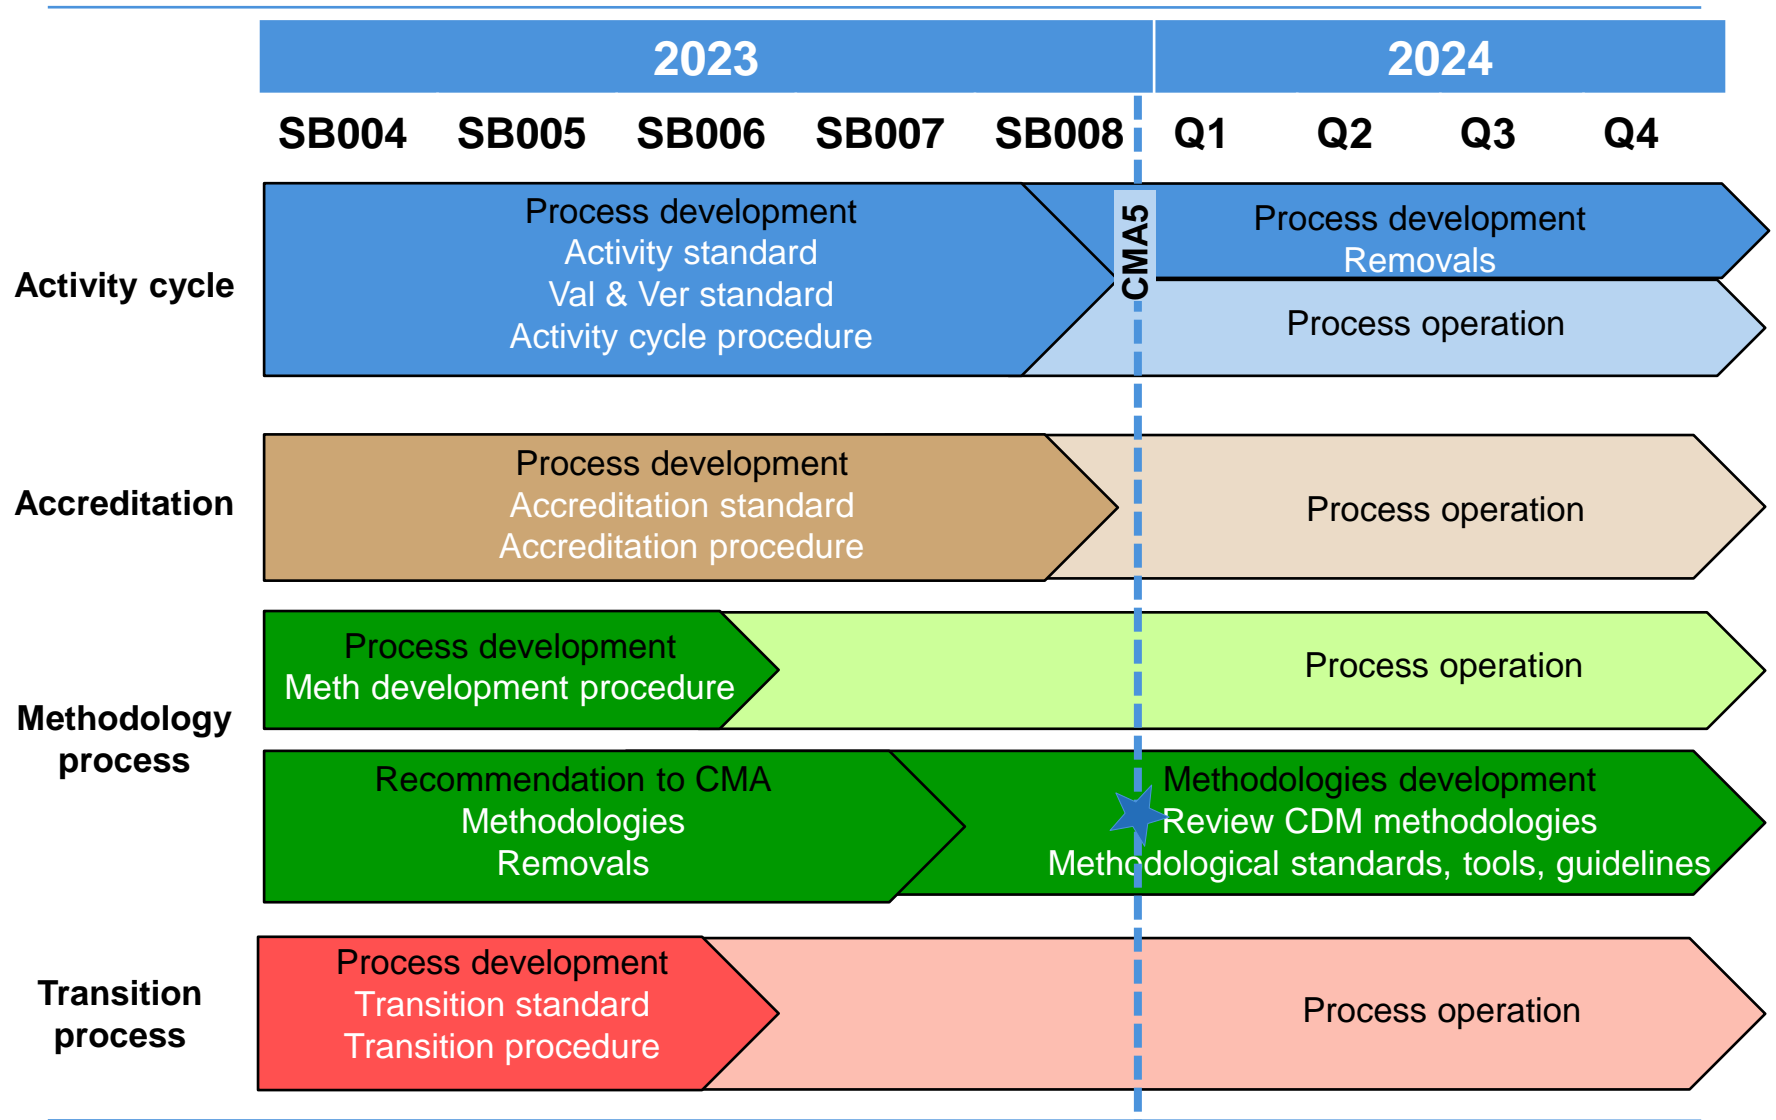 2023
2024
SB004
SB005
SB006
SB007
SB008
Q1
Q2
Q3
Q4
Activity cycle
Process development
Activity standard
Val & Ver standard
Activity cycle procedure
CMA5
Process development
Removals
Process operation
Accreditation
Process development
Accreditation standard
Accreditation procedure
Process operation
Methodology
process
Process development
Meth development procedure
Process operation
Recommendation to CMA
Methodologies
Removals
Methodologies development
Review CDM methodologies
Methodological standards, tools, guidelines
Transition
process
Process development
Transition standard
Transition procedure
Process operation